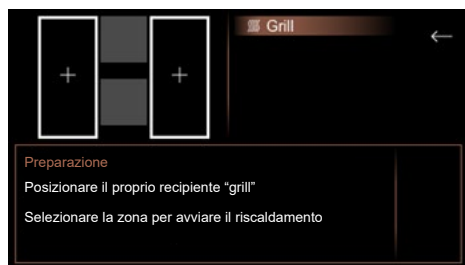 Grill
Preparazione
Posizionare il proprio recipiente “grill”
Selezionare la zona per avviare il riscaldamento